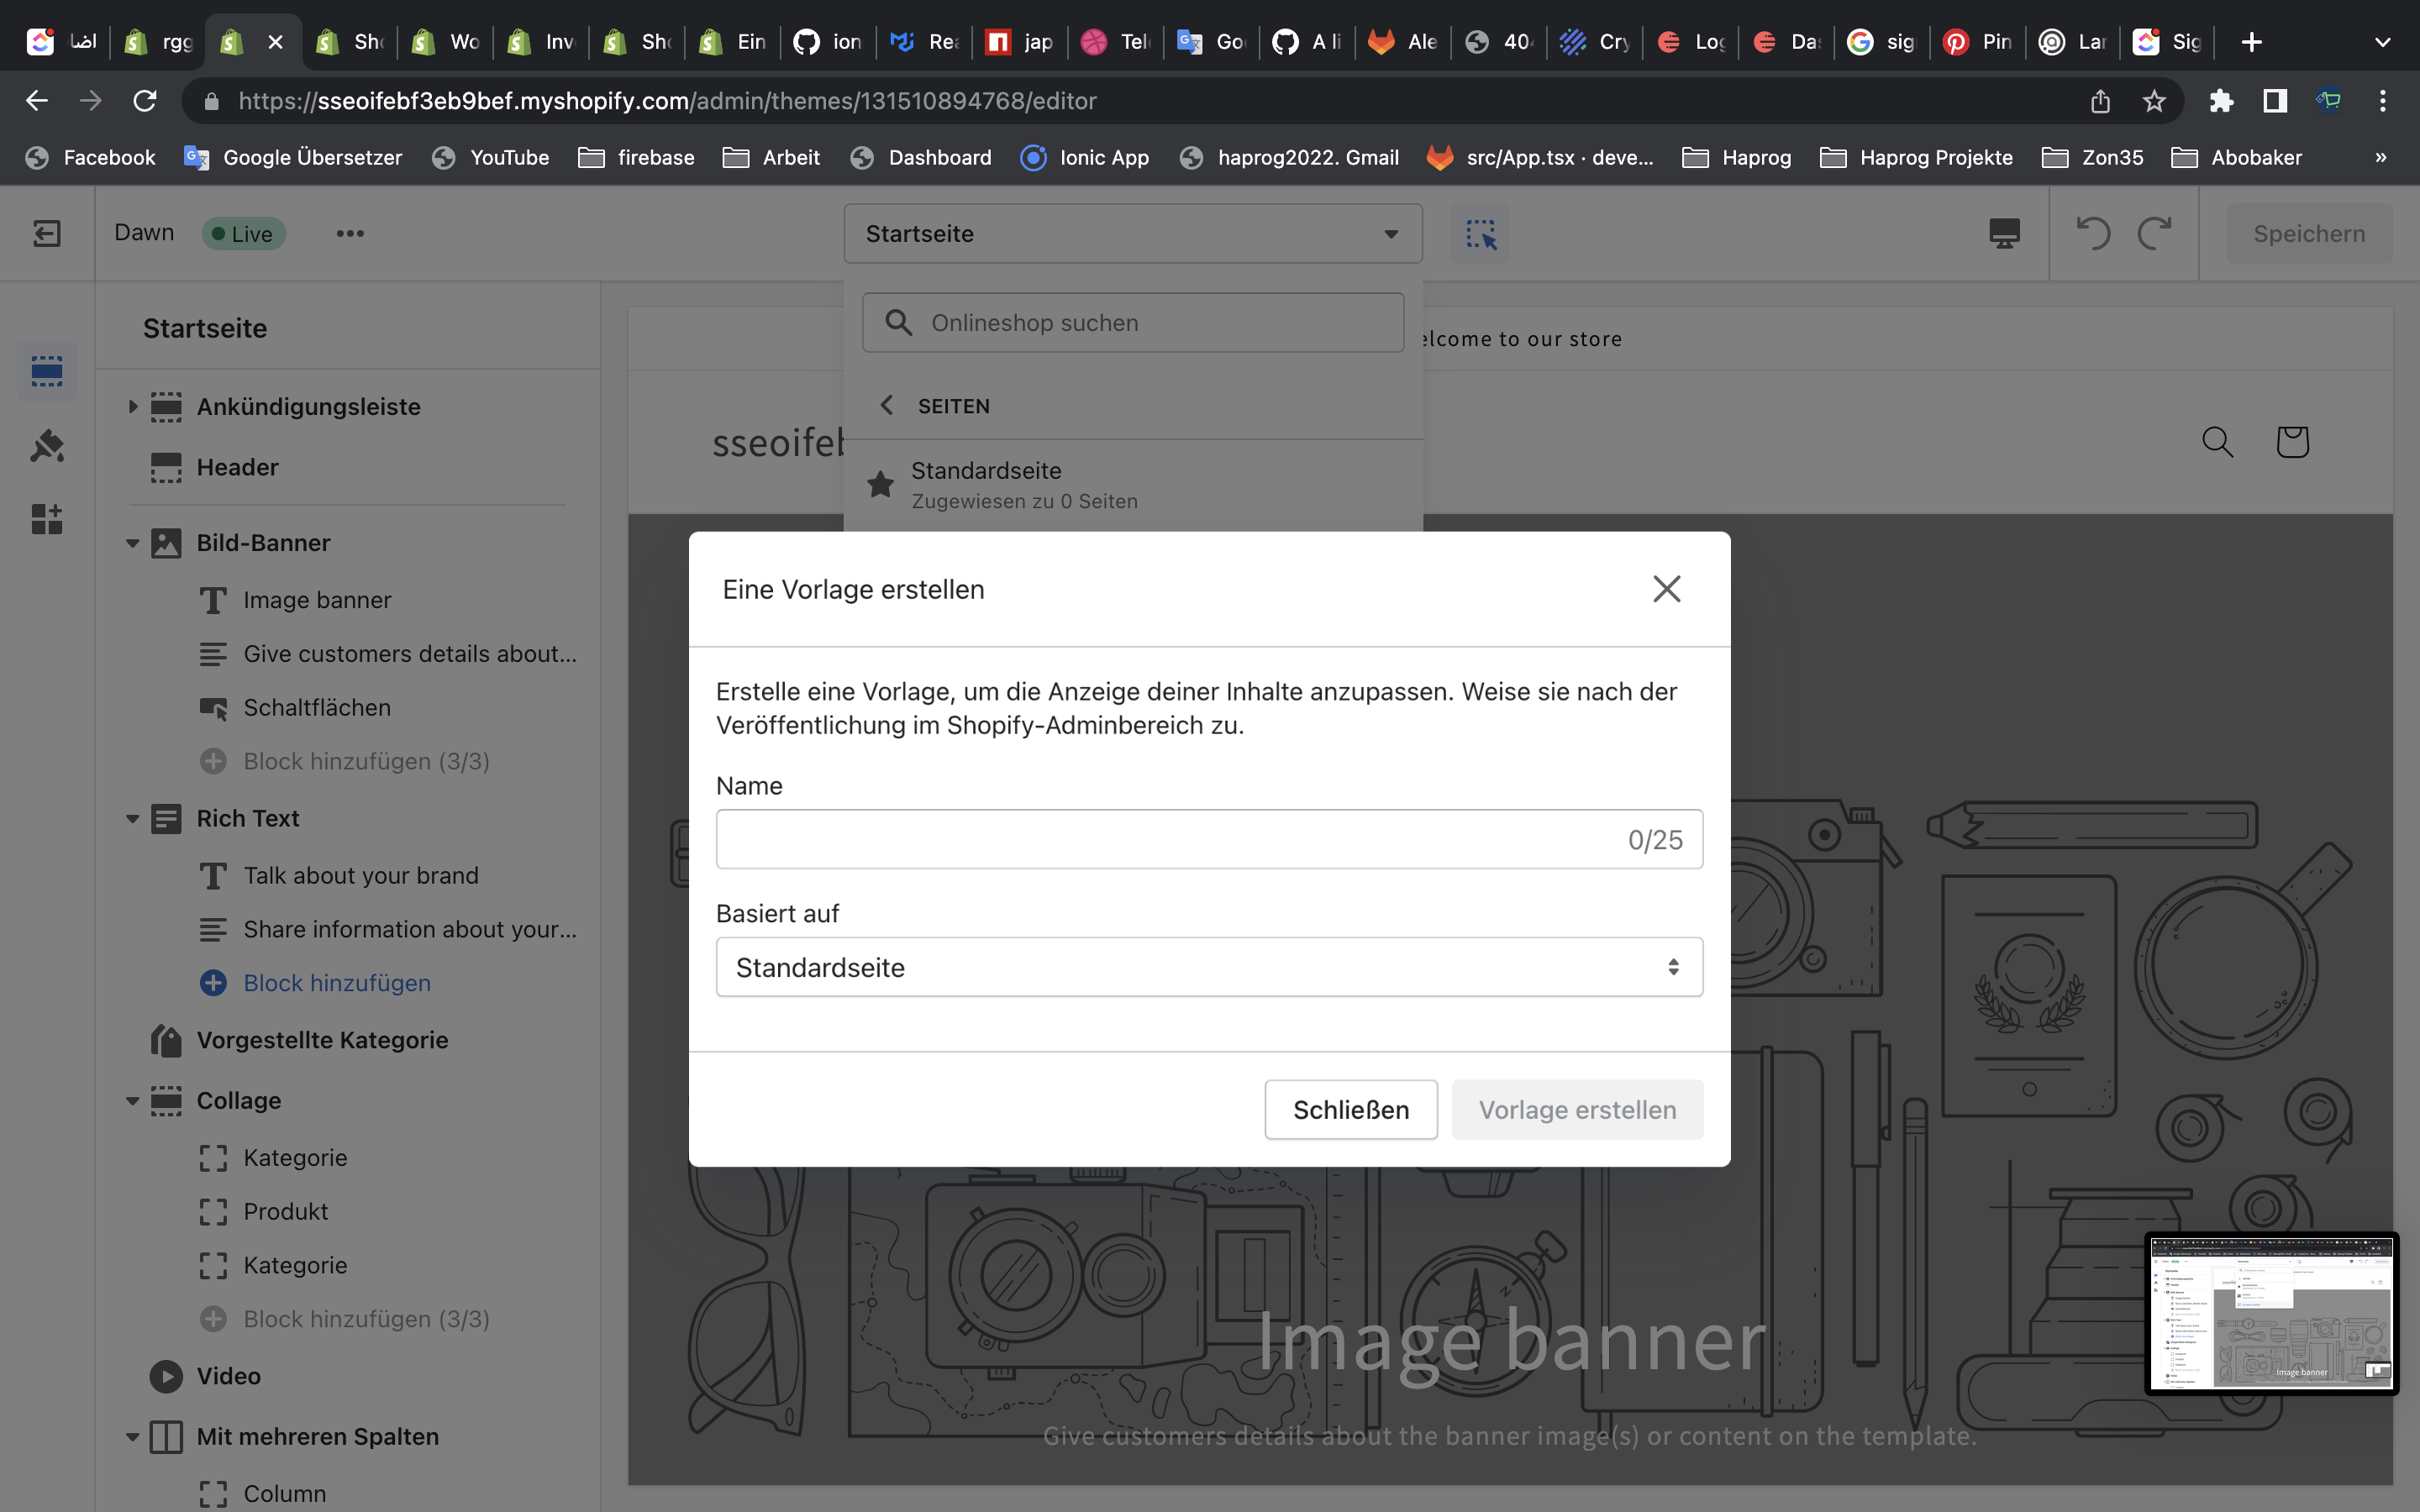 اضا
rgg
Sho
Wo
Inv
Sho
Ein
ion
Rea
jap
Tel
Go
A li
Ale
40
Cry
Log
Das
sig
Pin
Lar
Sig
https://sseoifebf3eb9bef.myshopify.com/admin/themes/131510894768/editor
Facebook
Google Übersetzer
YouTube
firebase
Arbeit
Dashboard
Ionic App
haprog2022. Gmail
src/App.tsx · deve...
Haprog
Haprog Projekte
Zon35
Abobaker
»
Dawn
Live
Startseite
Speichern
Startseite
Ankündigungsleiste
Header
Bild-Banner
Image banner
Give customers details about...
Schaltflächen
Block hinzufügen (3/3)
Rich Text
Talk about your brand
Share information about your...
Block hinzufügen
Vorgestellte Kategorie
Collage
Kategorie
Produkt
Kategorie
Block hinzufügen (3/3)
Video
Mit mehreren Spalten
Column
Onlineshop suchen
SEITEN
Standardseite
Zugewiesen zu 0 Seiten
elcome to our store
sseoifeb
Eine Vorlage erstellen
Erstelle eine Vorlage, um die Anzeige deiner Inhalte anzupassen. Weise sie nach der
Veröffentlichung im Shopify-Adminbereich zu.
Name
0/25
Basiert auf
Standardseite
Schließen
Vorlage erstellen
Image banner
Give customers details about the banner image(s) or content on the template.
Image banner